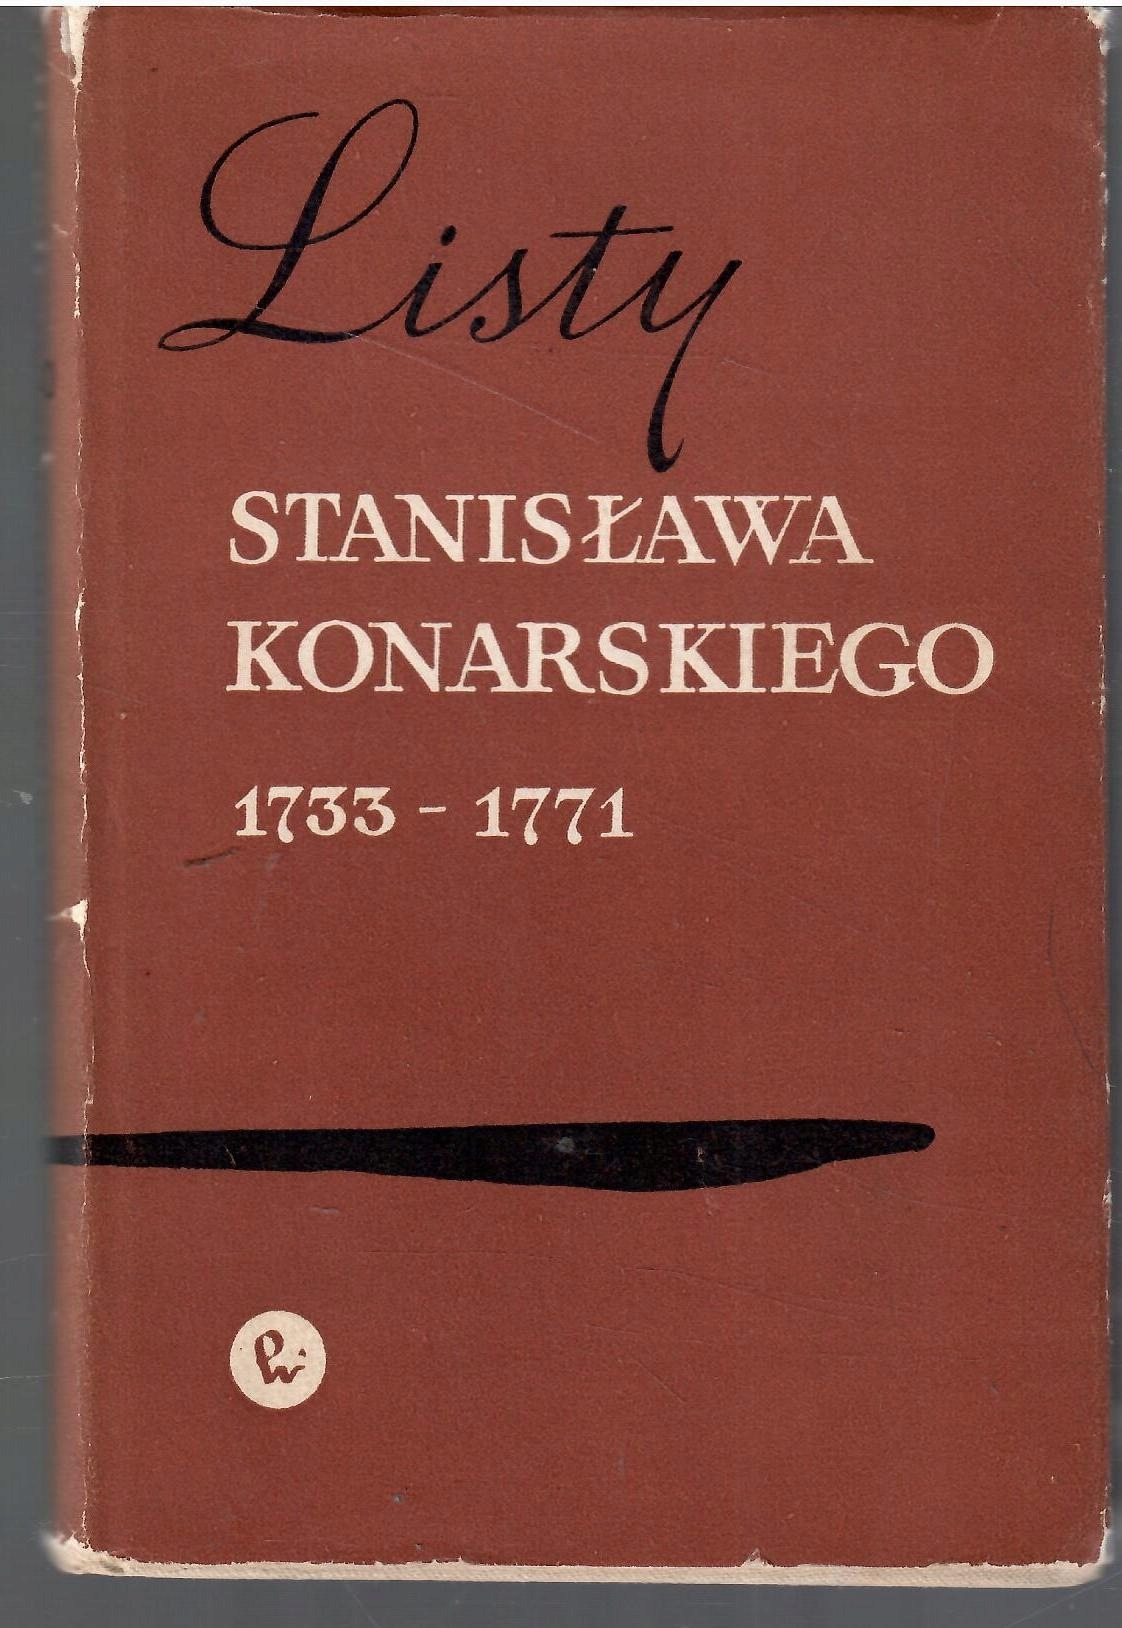 Listy
STANISŁAWA
KONARSKIEGO
1733 - 1771